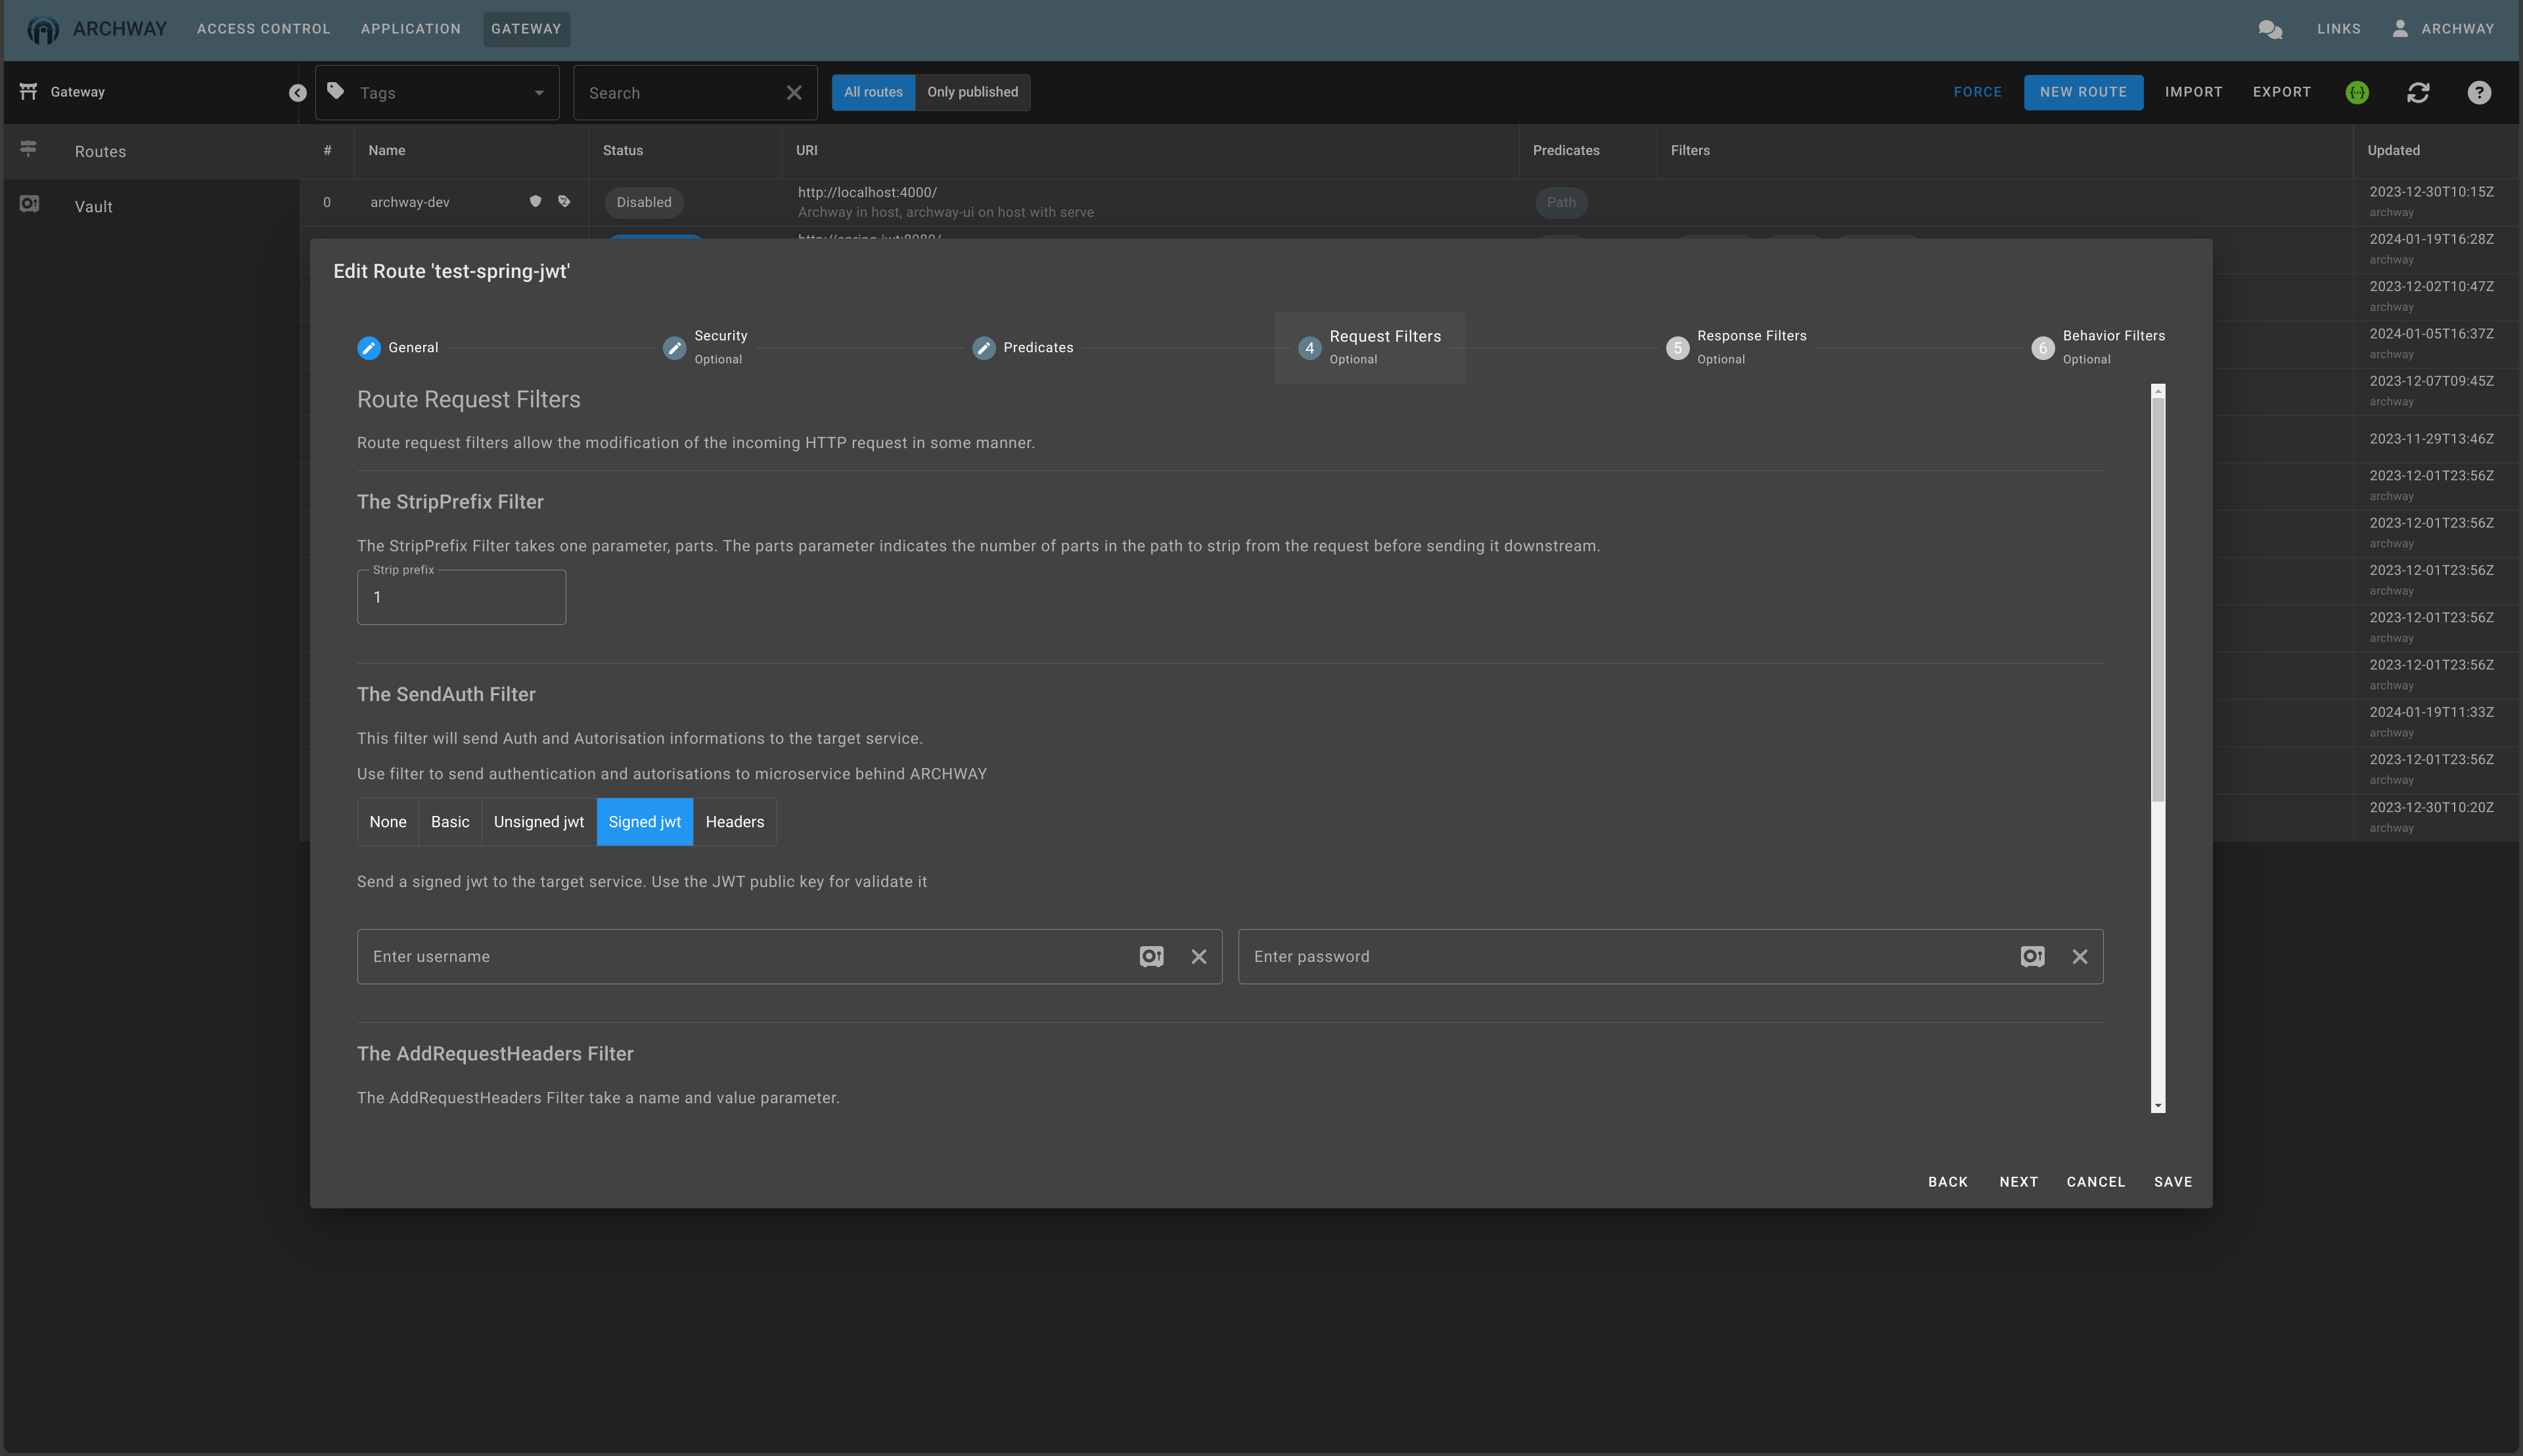 ARCHWAY ACCESS CONTROL APPLICATION GATEWAY LINKS ARCHWAY
Gateway Tags Search All routes Only published FORCE NEW ROUTE IMPORT EXPORT
Routes
Vault
# Name Status URI Predicates Filters Updated
0 archway-dev Disabled http://localhost:4000/ Path 2023-12-30T10:15Z
Archway in host, archway-ui on host with serve archway
http://spring-jwt:8080/ 2024-01-19T16:28Z
archway
2023-12-02T10:47Z
archway
2024-01-05T16:37Z
archway
2023-12-07T09:45Z
archway
2023-11-29T13:46Z
2023-12-01T23:56Z
archway
2023-12-01T23:56Z
archway
2023-12-01T23:56Z
archway
2023-12-01T23:56Z
archway
2023-12-01T23:56Z
archway
2024-01-19T11:33Z
archway
2023-12-01T23:56Z
archway
2023-12-30T10:20Z
archway
Edit Route 'test-spring-jwt'
General
Security
Optional
Predicates
4 Request Filters
Optional
5 Response Filters
Optional
6 Behavior Filters
Optional
Route Request Filters
Route request filters allow the modification of the incoming HTTP request in some manner.
The StripPrefix Filter
The StripPrefix Filter takes one parameter, parts. The parts parameter indicates the number of parts in the path to strip from the request before sending it downstream.
Strip prefix
1
The SendAuth Filter
This filter will send Auth and Autorisation informations to the target service.
Use filter to send authentication and autorisations to microservice behind ARCHWAY
None Basic Unsigned jwt Signed jwt Headers
Send a signed jwt to the target service. Use the JWT public key for validate it
Enter username Enter password
The AddRequestHeaders Filter
The AddRequestHeaders Filter take a name and value parameter.
BACK NEXT CANCEL SAVE